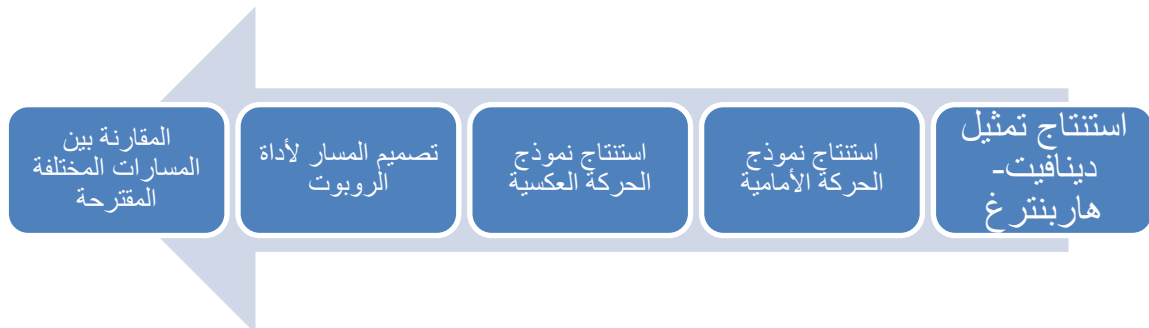 استنتاج تمثيل
دينافيت-
هاربنترغ
استنتاج نموذج
الحركة الأمامية
استنتاج نموذج
الحركة العكسية
تصميم المسار لأداة
الروبوت
المقارنة بين
المسارات المختلفة
المقترحة